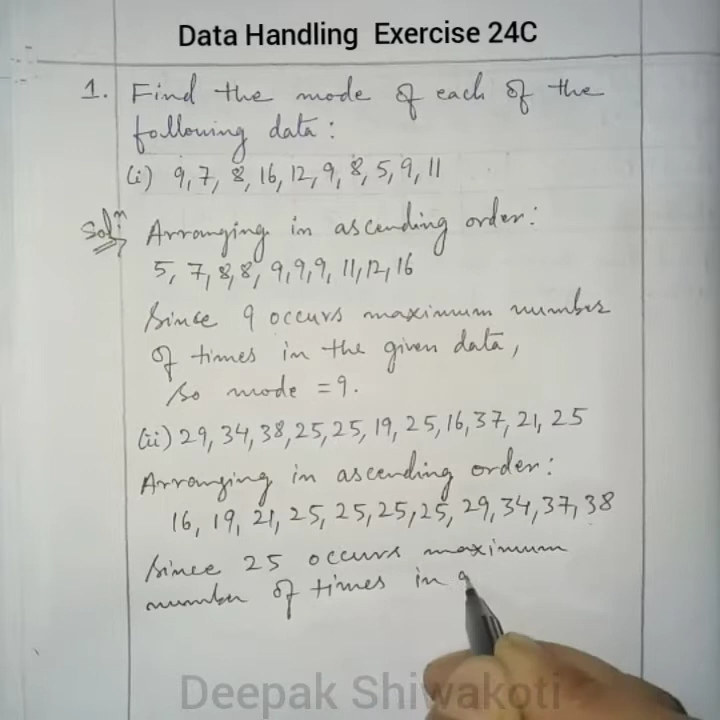 Data Handling Exercise 24C
1. Find the mode of each of the
following data:
(i) 9, 7, 8, 16, 12, 9, 8, 5, 9, 11
Solⁿ: Arranging in ascending order:
5, 7, 8, 8, 9, 9, 9, 11, 12, 16
Since 9 occurs maximum number
of times in the given data,
So mode = 9.
(ii) 29, 34, 38, 25, 25, 19, 25, 16, 37, 21, 25
Arranging in ascending order:
16, 19, 21, 25, 25, 25, 25, 29, 34, 37, 38
Since 25 occurs maximum
number of times in
Deepak Shiwakoti